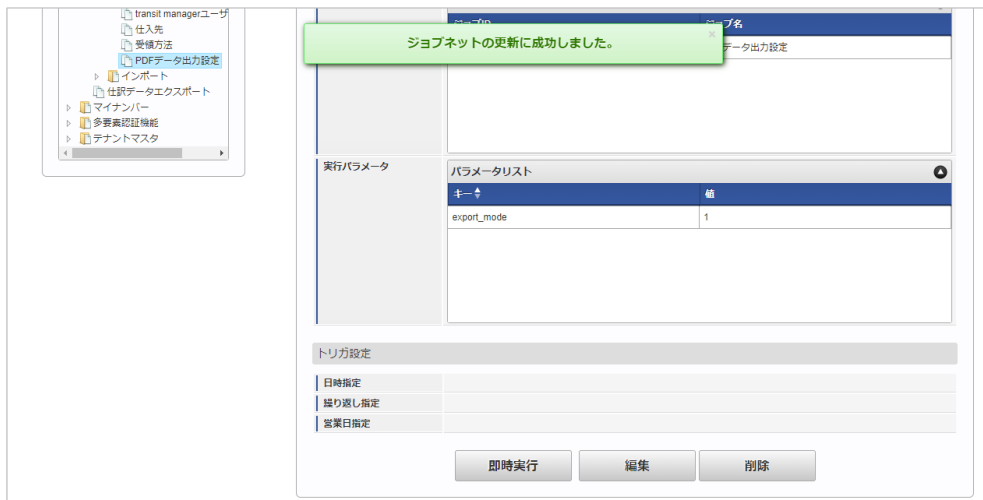 transit managerユーザ
仕入先
受領方法
PDFデータ出力設定
インポート
仕訳データエクスポート
マイナンバー
多要素認証機能
テナントマスタ
ジョブ名
ジョブネットの更新に成功しました。
データ出力設定
実行パラメータ
パラメータリスト
キー 値
export_mode 1
トリガ設定
日時指定
繰り返し指定
営業日指定
即時実行 編集 削除